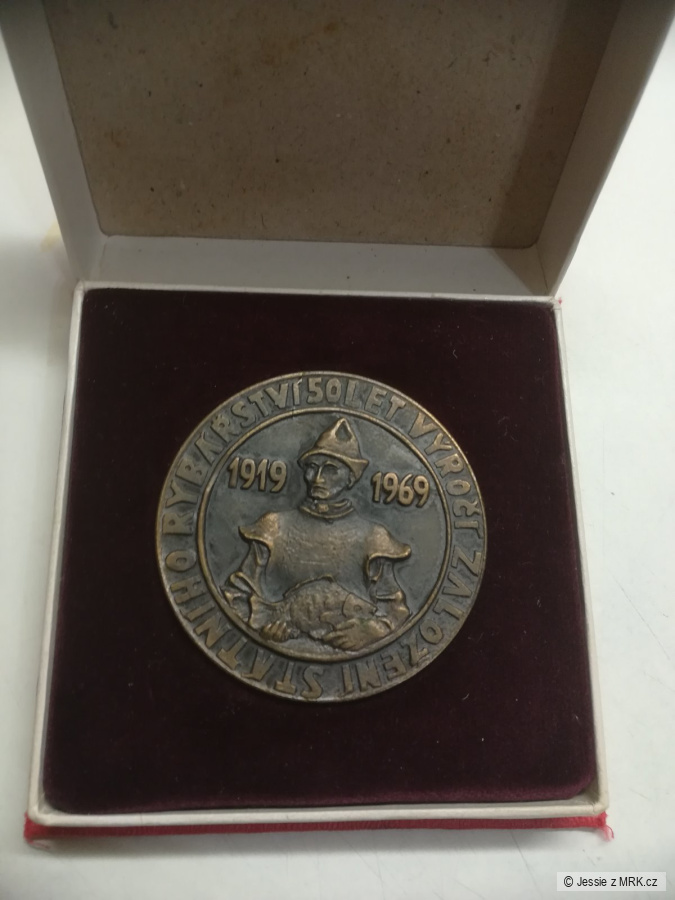 50 LET VÝROČÍ ZALOŽENÍ STÁTNÍHO RYBÁŘSTVÍ
1919
1969
© Jessie z MRK.cz